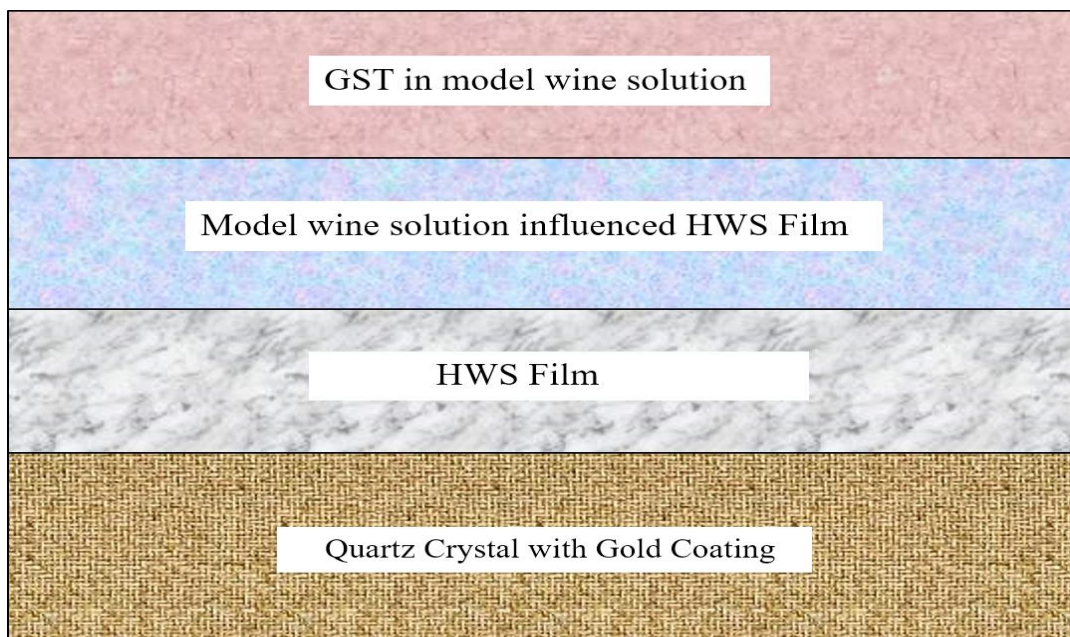 GST in model wine solution
Model wine solution influenced HWS Film
HWS Film
Quartz Crystal with Gold Coating